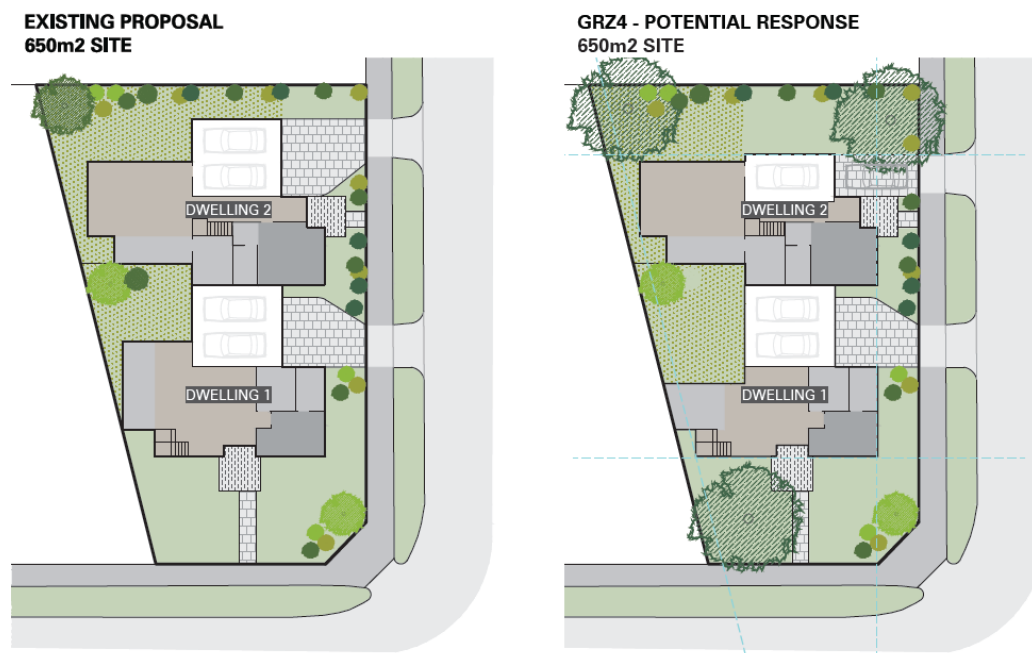 EXISTING PROPOSAL
650m2 SITE
DWELLING 2
DWELLING 1
GRZ4 - POTENTIAL RESPONSE
650m2 SITE
DWELLING 2
DWELLING 1